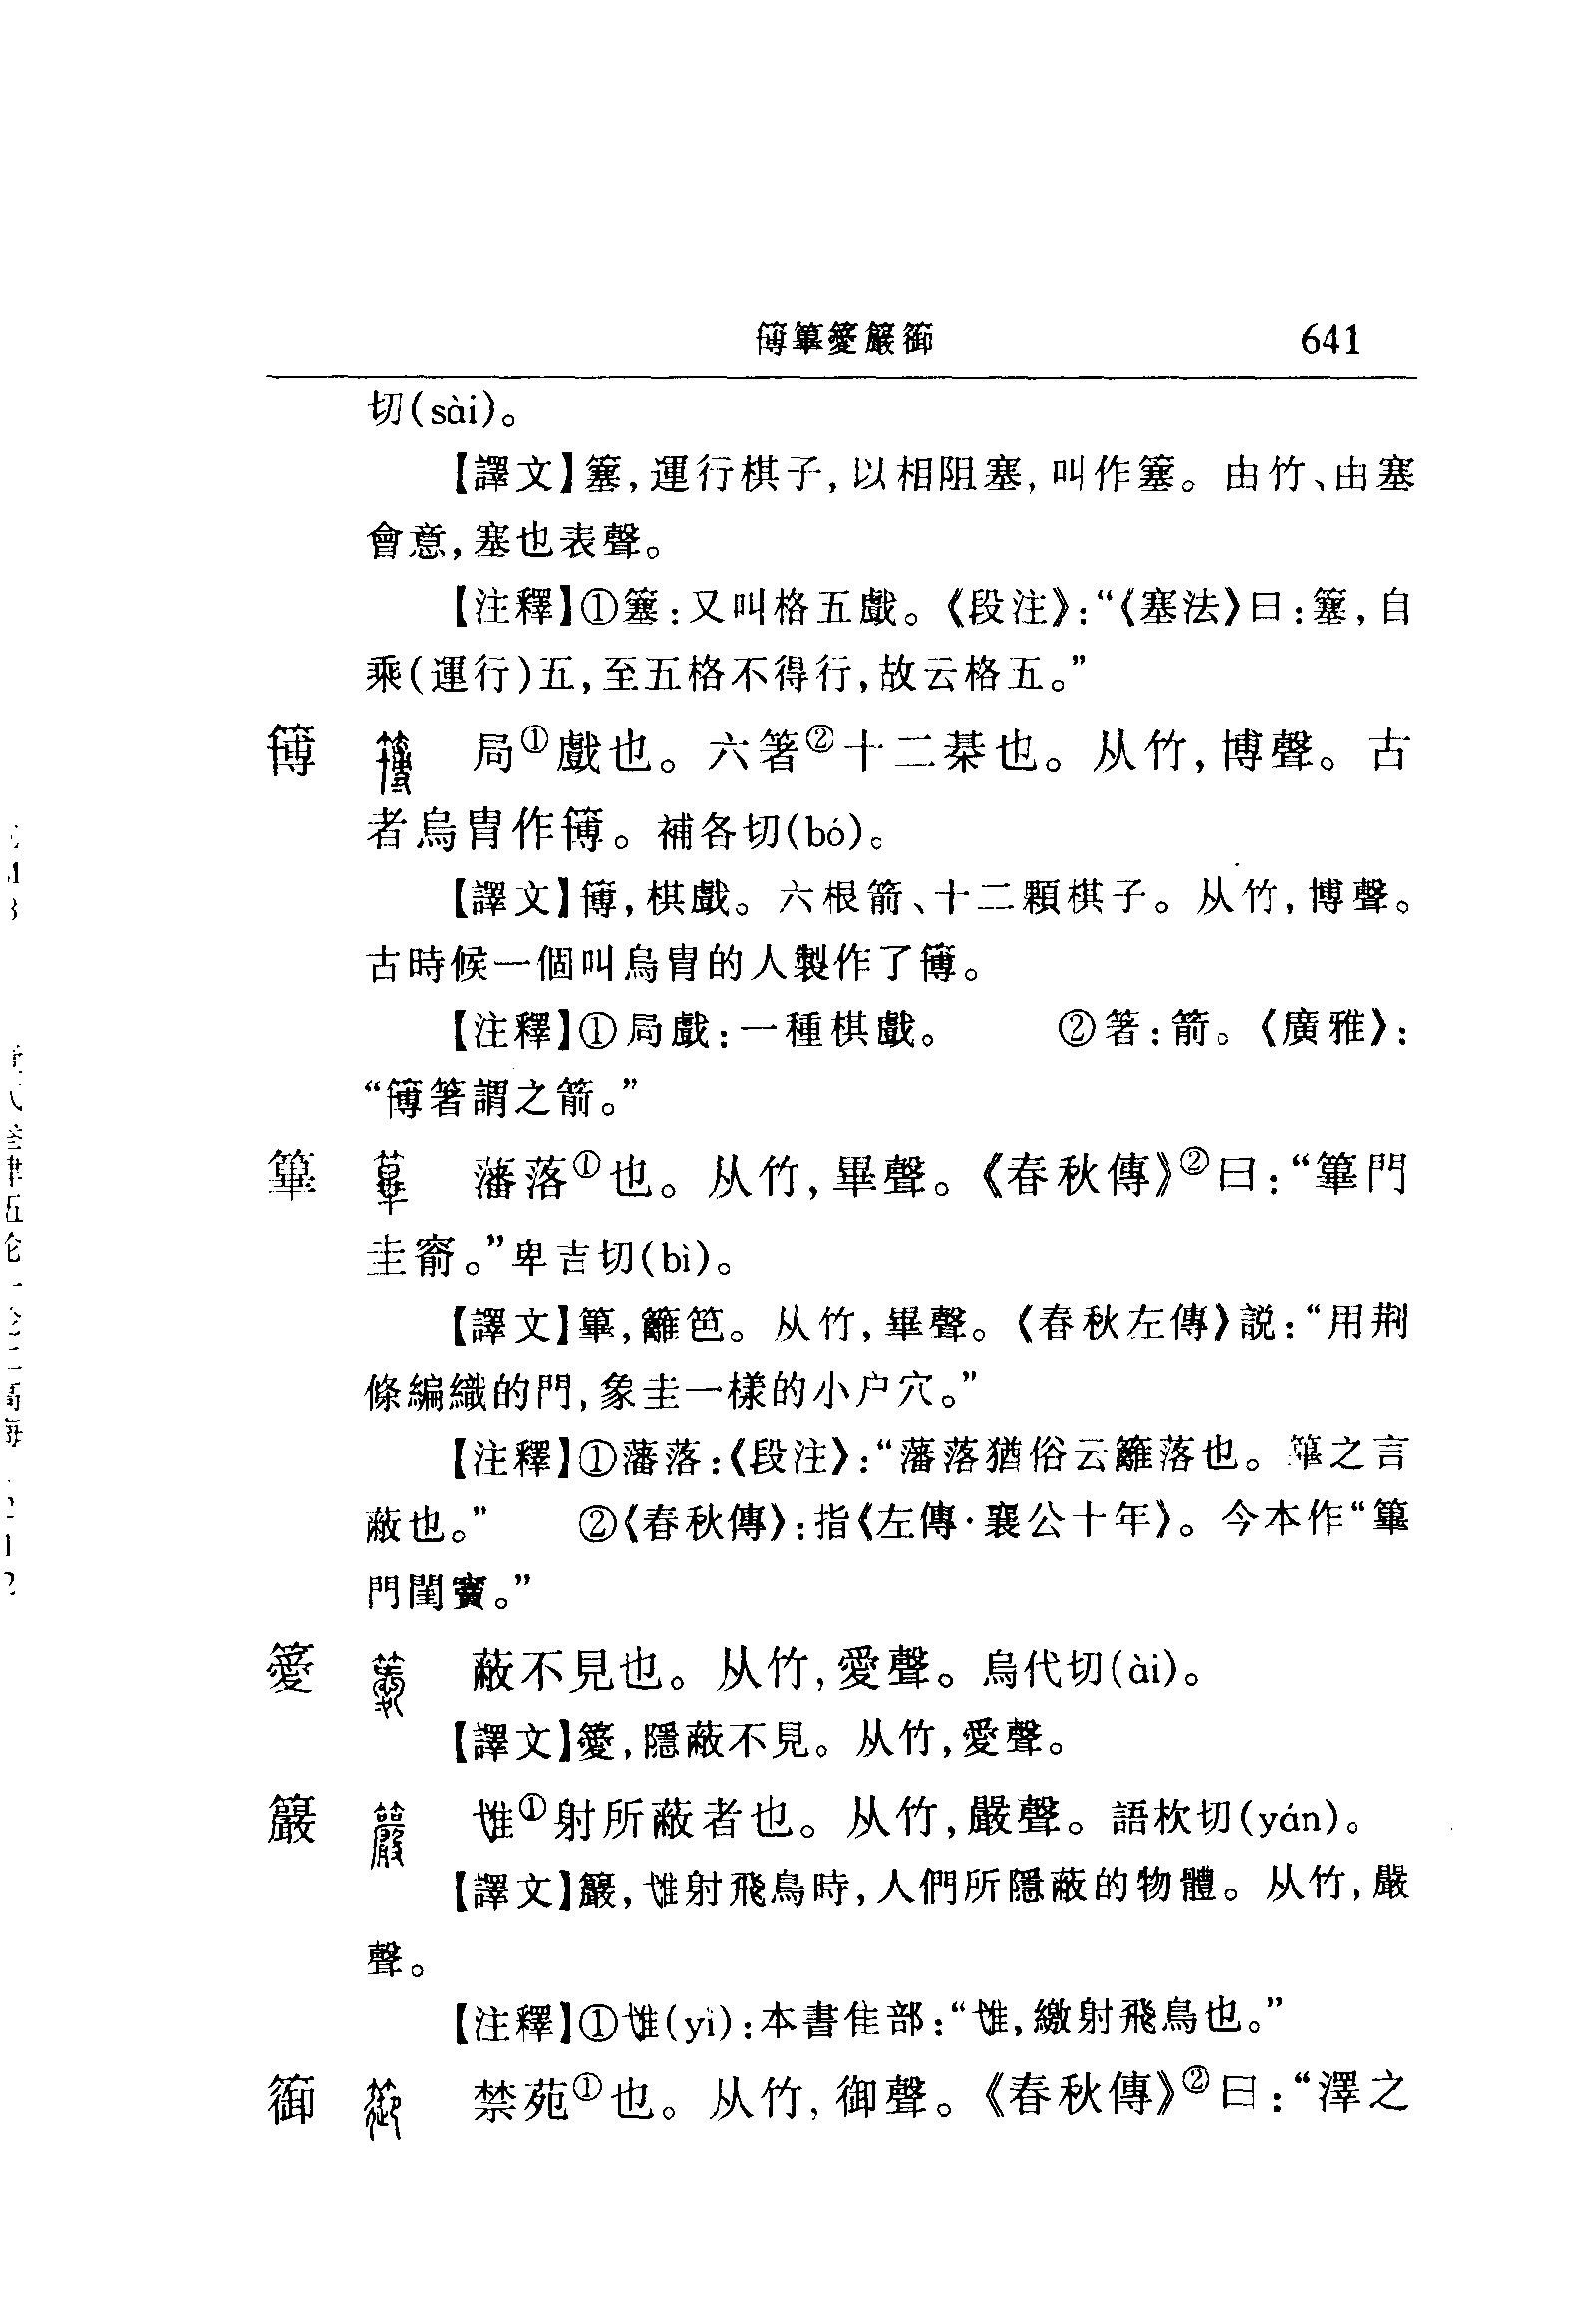 簙篳籆籬篽 641
切(sài)。
【譯文】簺,運行棋子,以相阻塞,叫作簺。由竹、由塞
會意,塞也表聲。
【注釋】①簺:又叫格五戲。《段注》:“《塞法》曰:簺,自
乘(運行)五,至五格不得行,故云格五。”
簙 局①戲也。六箸②十二棊也。从竹,博聲。古
者烏胄作簙。補各切(bó)。
【譯文】簙,棋戲。六根箭、十二顆棋子。从竹,博聲。
古時候一個叫烏胄的人製作了簙。
【注釋】①局戲:一種棋戲。 ②箸:箭。《廣雅》:
“簙箸謂之箭。”
篳 藩落①也。从竹,畢聲。《春秋傳》②曰:“篳門
圭窬。”卑吉切(bì)。
【譯文】篳,籬笆。从竹,畢聲。《春秋左傳》説:“用荆
條編織的門,象圭一樣的小户穴。”
【注釋】①藩落:《段注》:“藩落猶俗云籬落也。篳之言
蔽也。” ②《春秋傳》:指《左傳·襄公十年》。今本作“篳
門閨竇。”
薆 蔽不見也。从竹,愛聲。烏代切(ài)。
【譯文】薆,隱蔽不見。从竹,愛聲。
籬 惟①射所蔽者也。从竹,嚴聲。語杴切(yán)。
【譯文】籬,隿射飛鳥時,人們所隱蔽的物體。从竹,嚴
聲。
【注釋】①隿(yì):本書隹部:“隿,繳射飛鳥也。”
篽 禁苑①也。从竹,御聲。《春秋傳》②曰:“澤之